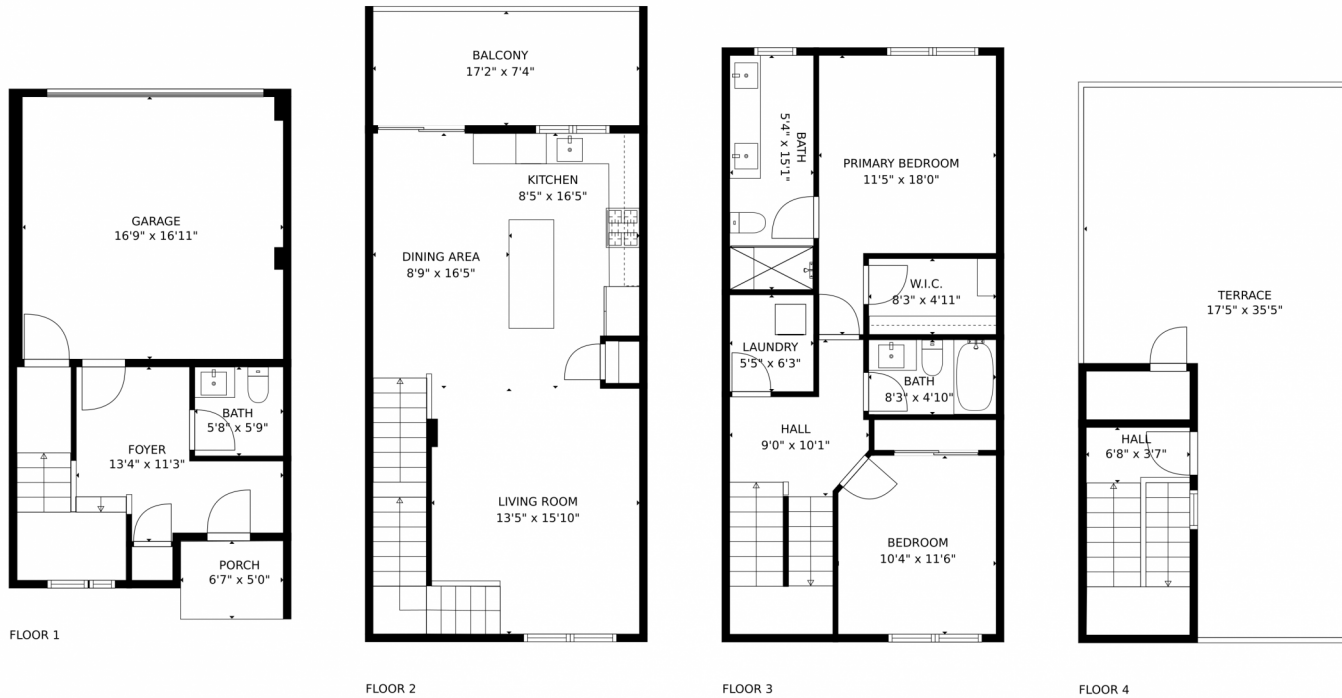 GARAGE
16'9" x 16'11"
BATH
5'8" x 5'9"
FOYER
13'4" x 11'3"
PORCH
6'7" x 5'0"
FLOOR 1
BALCONY
17'2" x 7'4"
KITCHEN
8'5" x 16'5"
DINING AREA
8'9" x 16'5"
LIVING ROOM
13'5" x 15'10"
FLOOR 2
BATH
5'4" x 15'1"
PRIMARY BEDROOM
11'5" x 18'0"
W.I.C.
8'3" x 4'11"
LAUNDRY
5'5" x 6'3"
BATH
8'3" x 4'10"
HALL
9'0" x 10'1"
BEDROOM
10'4" x 11'6"
FLOOR 3
TERRACE
17'5" x 35'5"
HALL
6'8" x 3'7"
FLOOR 4